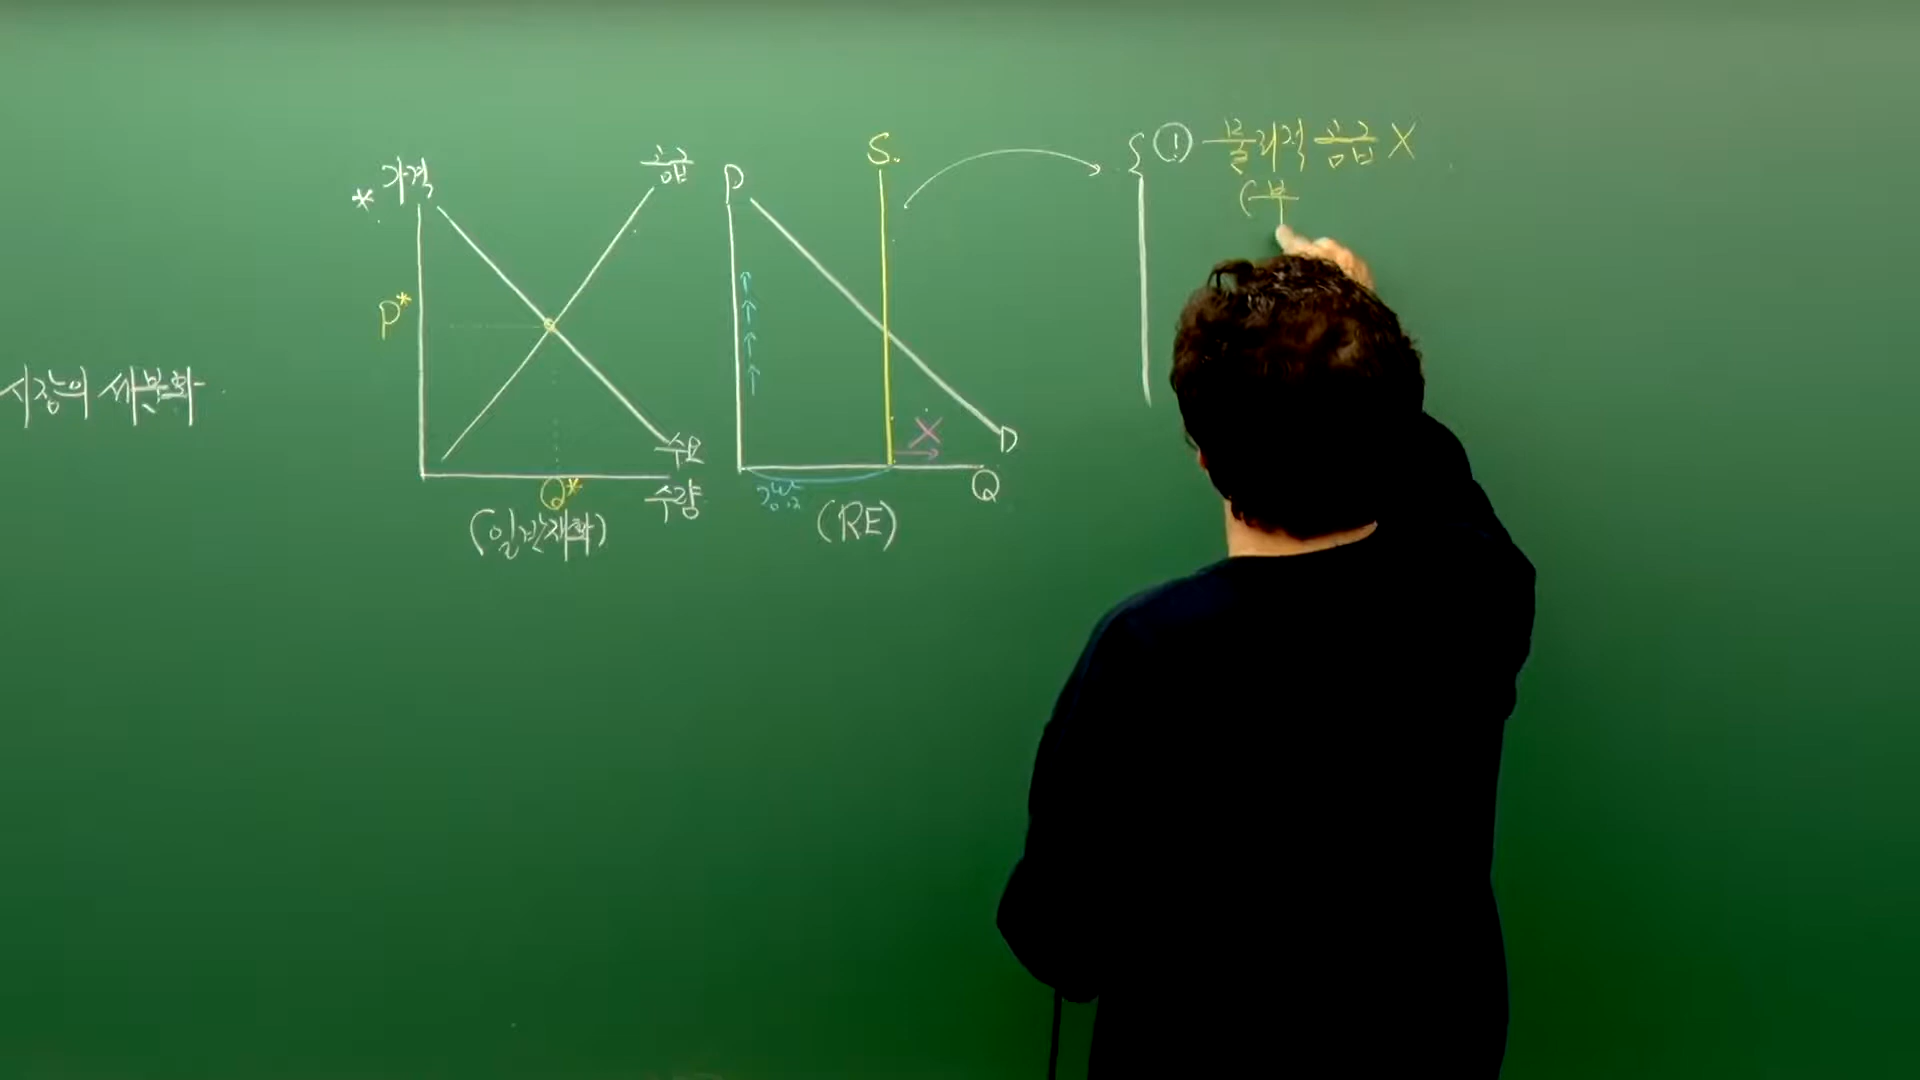 시장의 세분화
* 가격
공급
P*
수요
Q* 수량
(일반재화)
P
S
X
D
Q
(RE)
① 물리적 공급 X
(부